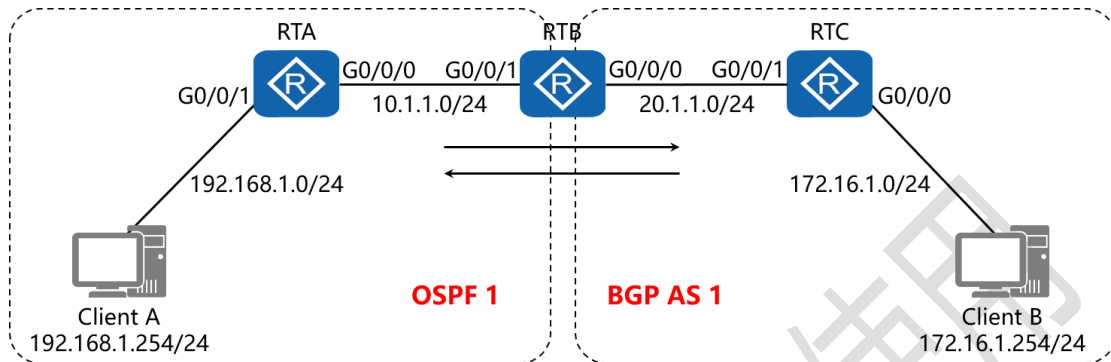 RTA
RTB
RTC
G0/0/0
G0/0/1
G0/0/0
G0/0/1
G0/0/1
10.1.1.0/24
20.1.1.0/24
G0/0/0
192.168.1.0/24
172.16.1.0/24
R
R
R
OSPF 1
BGP AS 1
Client A
192.168.1.254/24
Client B
172.16.1.254/24
使用